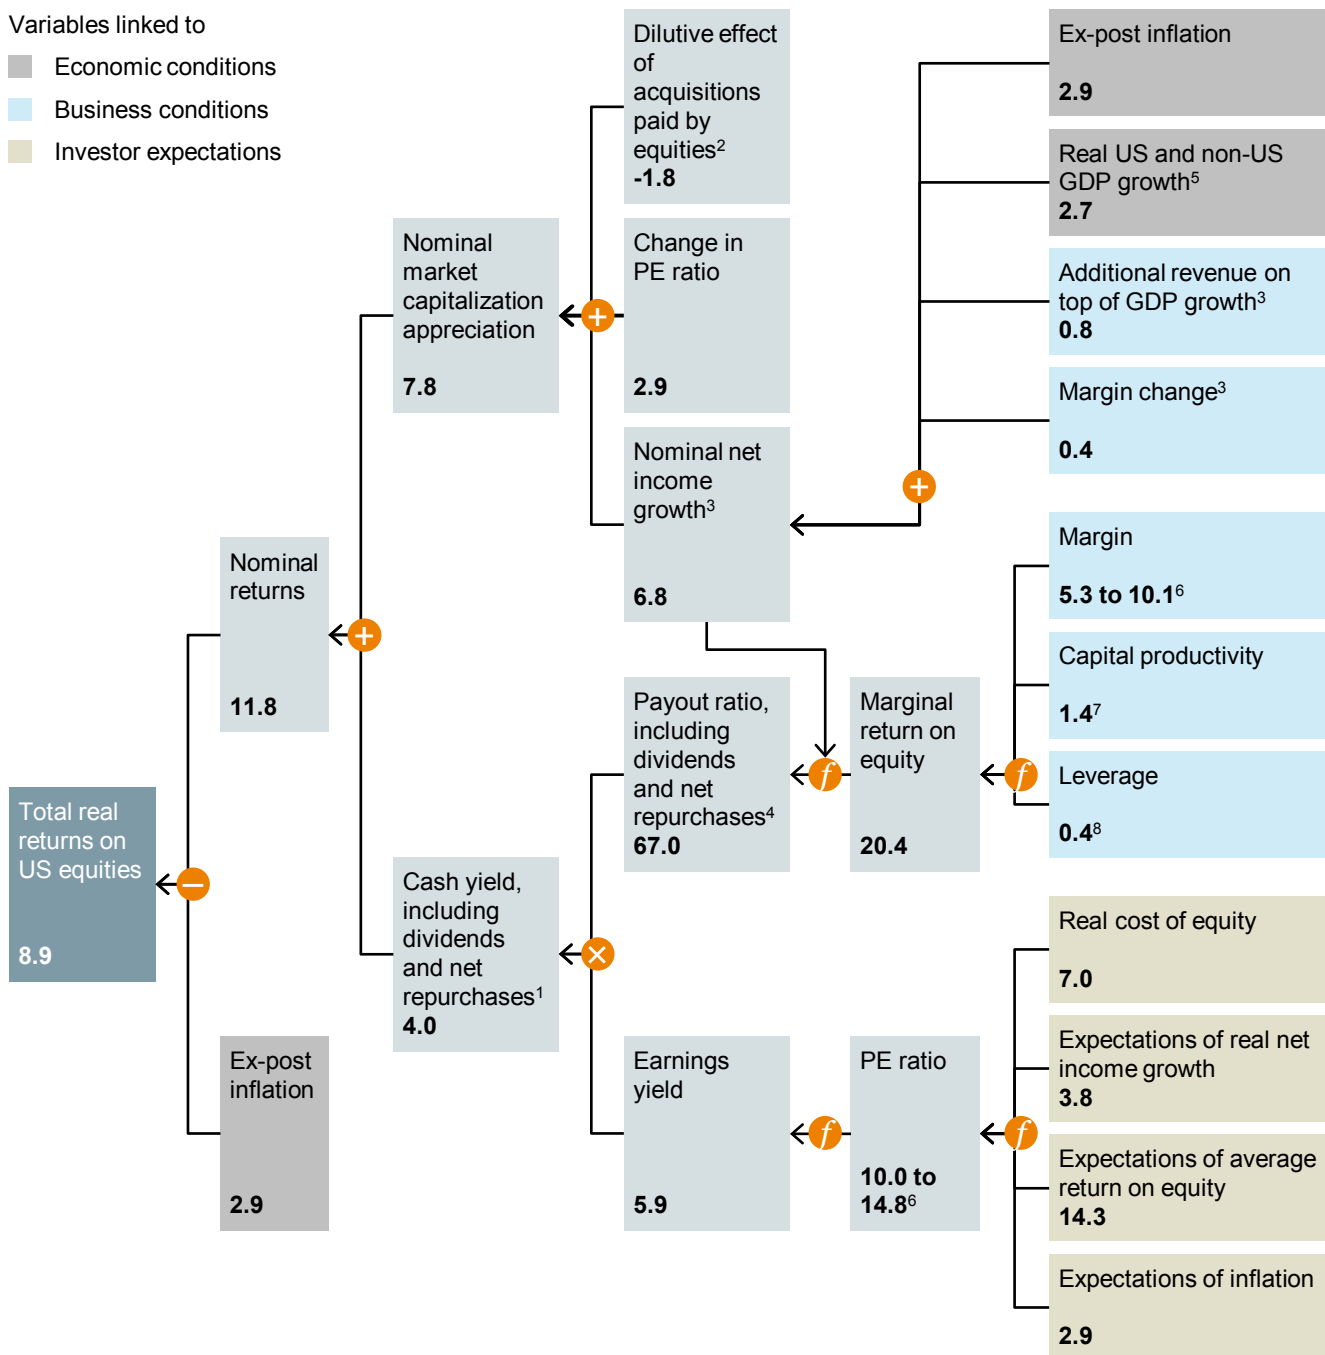 Variables linked to
Economic conditions
Business conditions
Investor expectations
Total real
returns on
US equities
8.9
−
Nominal
returns
11.8
Ex-post
inflation
2.9
+
Nominal
market
capitalization
appreciation
7.8
Cash yield,
including
dividends
and net
repurchases¹
4.0
+
×
Dilutive effect
of
acquisitions
paid by
equities²
-1.8
Change in
PE ratio
2.9
Nominal net
income
growth³
6.8
Payout ratio,
including
dividends
and net
repurchases⁴
67.0
Earnings
yield
5.9
f
f
Marginal
return on
equity
20.4
PE ratio
10.0 to
14.8⁶
+
f
f
Ex-post inflation
2.9
Real US and non-US
GDP growth⁵
2.7
Additional revenue on
top of GDP growth³
0.8
Margin change³
0.4
Margin
5.3 to 10.1⁶
Capital productivity
1.4⁷
Leverage
0.4⁸
Real cost of equity
7.0
Expectations of real net
income growth
3.8
Expectations of average
return on equity
14.3
Expectations of inflation
2.9